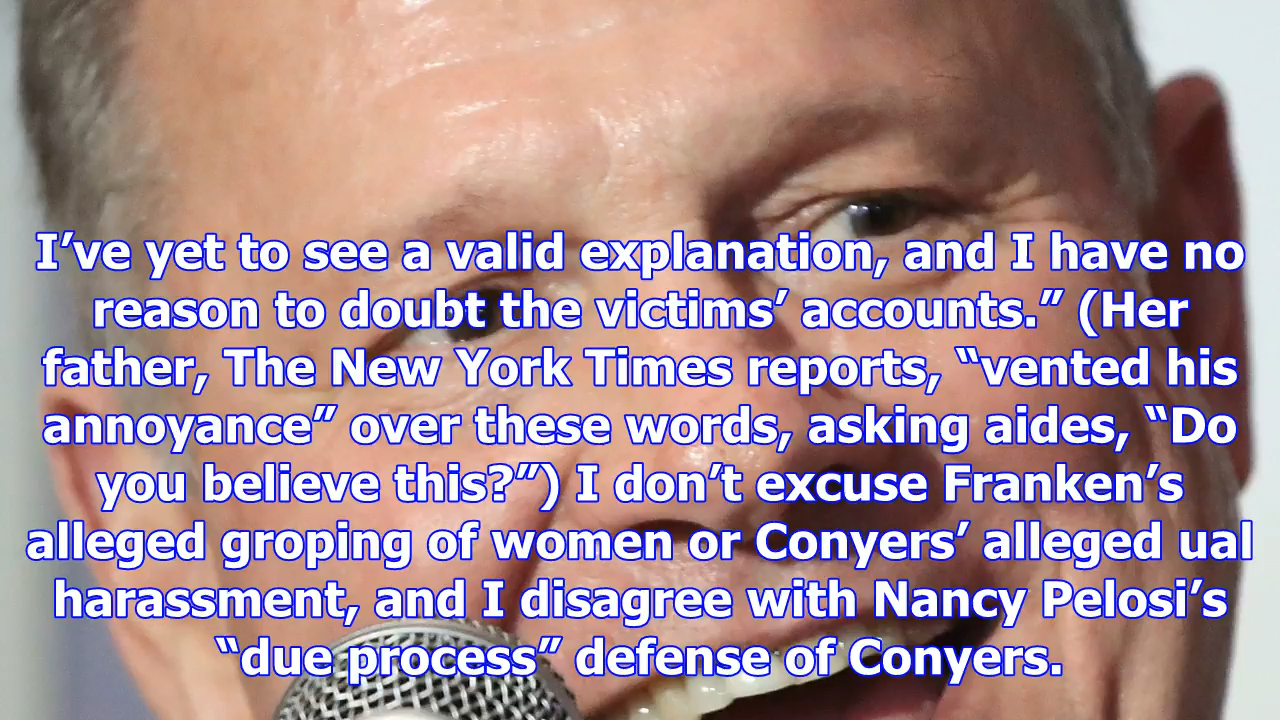 I’ve yet to see a valid explanation, and I have no
reason to doubt the victims’ accounts.” (Her
father, The New York Times reports, “vented his
annoyance” over these words, asking aides, “Do
you believe this?”) I don’t excuse Franken’s
alleged groping of women or Conyers’ alleged ual
harassment, and I disagree with Nancy Pelosi’s
“due process” defense of Conyers.